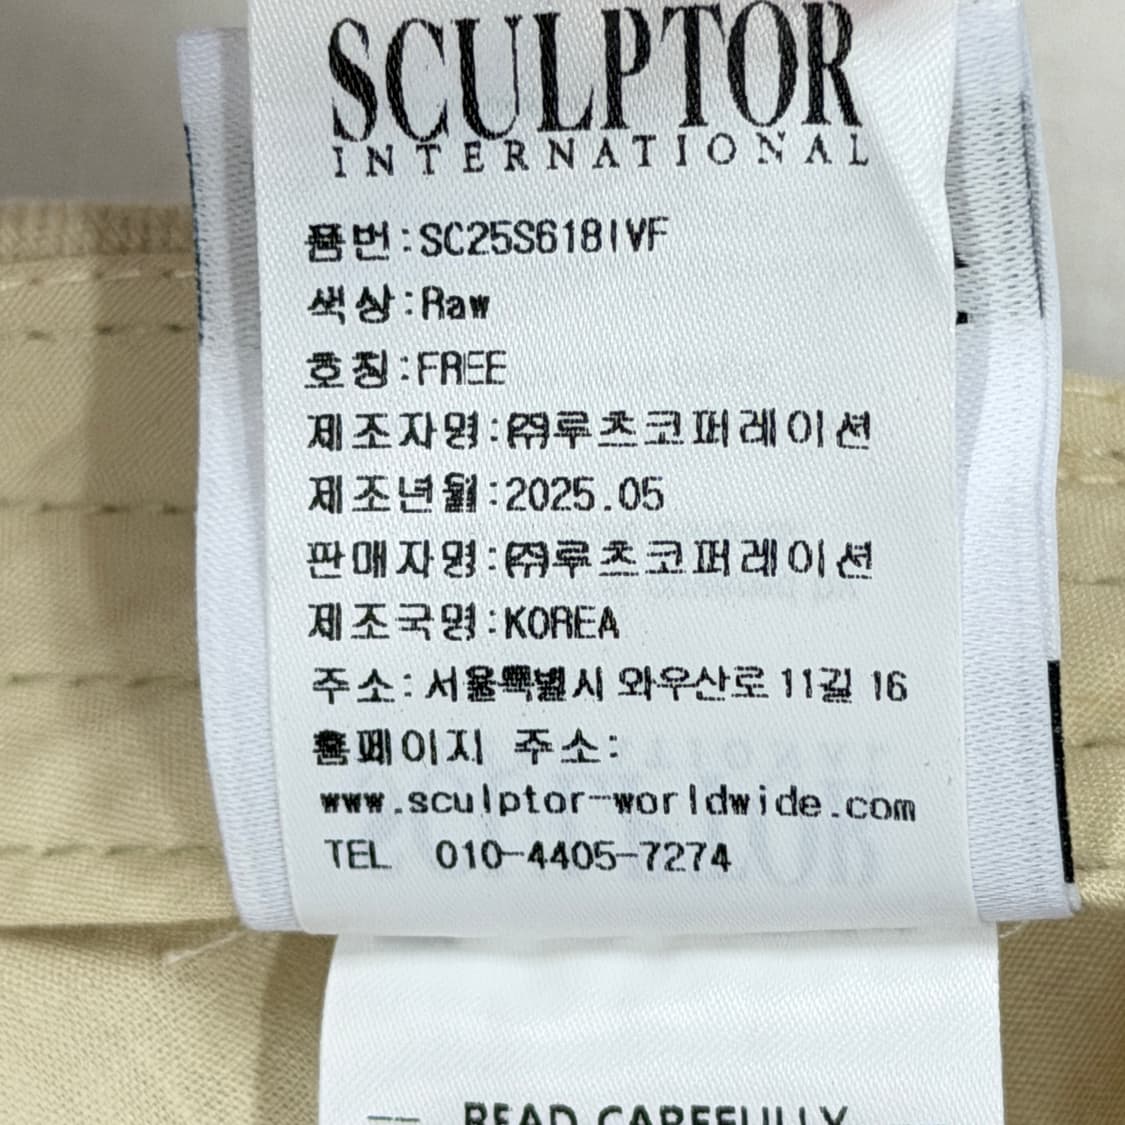 SCULPTOR
INTERNATIONAL
품번:SC25S618IVF
색상:Raw
호칭:FREE
제조자명:㈜루츠코퍼레이션
제조년월:2025.05
판매자명:㈜루츠코퍼레이션
제조국명:KOREA
주소: 서울특별시 와우산로 11길 16
홈페이지 주소:
www.sculptor-worldwide.com
TEL 010-4405-7274
READ CAREFULLY